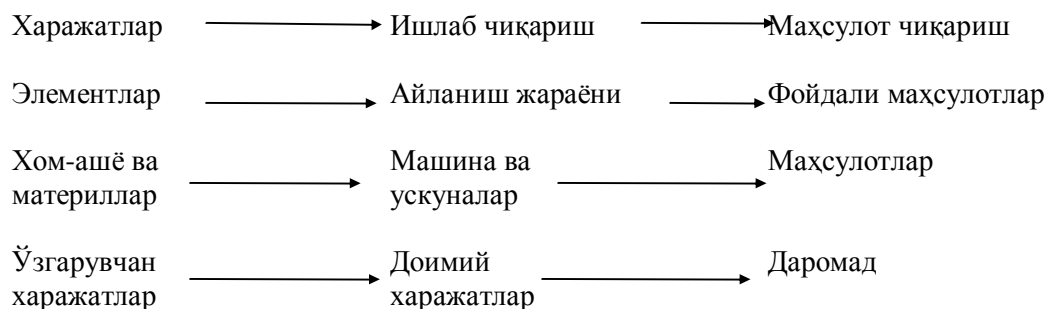 Харажатлар Ишлаб чиқариш Маҳсулот чиқариш
Элементлар Айланиш жараёни Фойдали маҳсулотлар
Хом-ашё ва Машина ва Маҳсулотлар
материллар ускуналар
Ўзгарувчан Доимий Даромад
харажатлар харажатлар